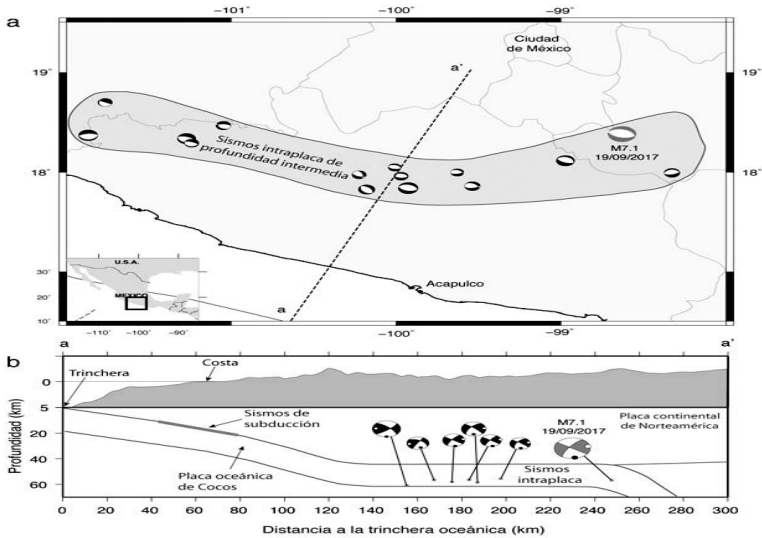 a
-101°
-100°
-99°
Ciudad
de México
a'
19°
19°
Sismos intraplaca de
profundidad intermedia
M7.1
19/09/2017
18°
18°
U.S.A.
MÉXICO
30°
20°
10°
-110°
-100°
-90°
Acapulco
a
-101°
-100°
-99°
b
a
a'
Costa
Trinchera
0
5
20
40
60
Profundidad (km)
Sismos de
subducción
Placa oceánica
de Cocos
M7.1
19/09/2017
Placa continental
de Norteamérica
Sismos
intraplaca
0
20
40
60
80
100
120
140
160
180
200
220
240
260
280
300
Distancia a la trinchera oceánica (km)